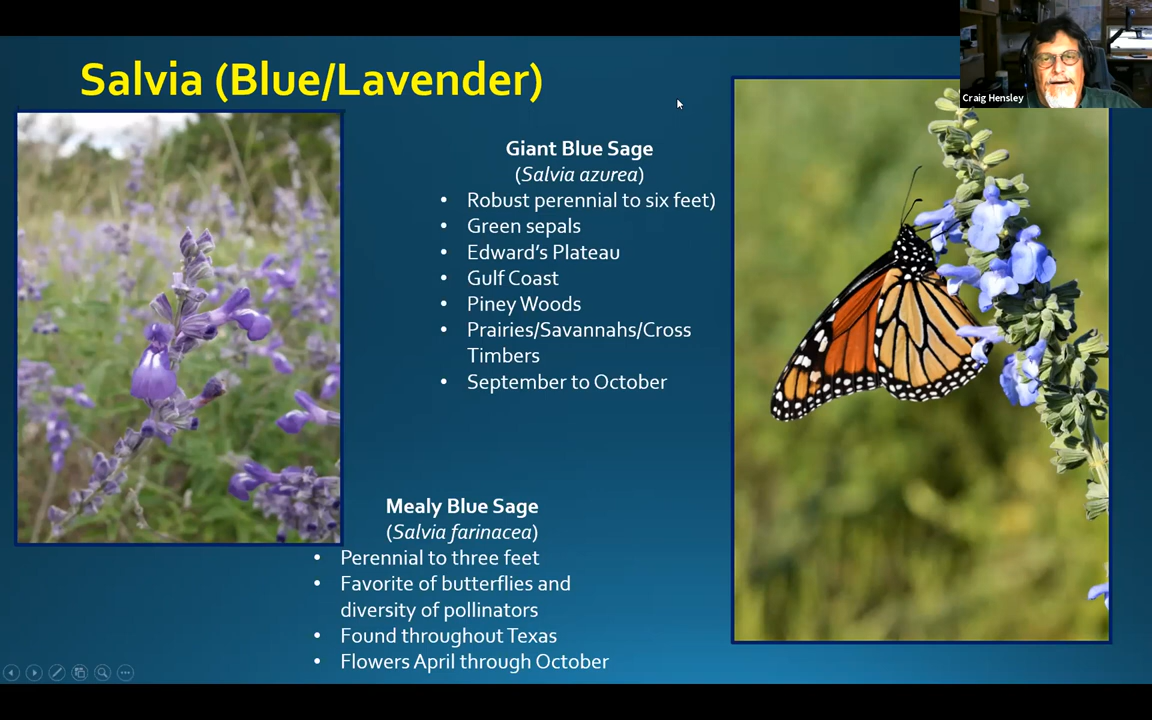 Salvia (Blue/Lavender)
Craig Hensley
Giant Blue Sage
(Salvia azurea)
• Robust perennial to six feet)
• Green sepals
• Edward's Plateau
• Gulf Coast
• Piney Woods
• Prairies/Savannahs/Cross
Timbers
• September to October
Mealy Blue Sage
(Salvia farinacea)
• Perennial to three feet
• Favorite of butterflies and
diversity of pollinators
• Found throughout Texas
• Flowers April through October